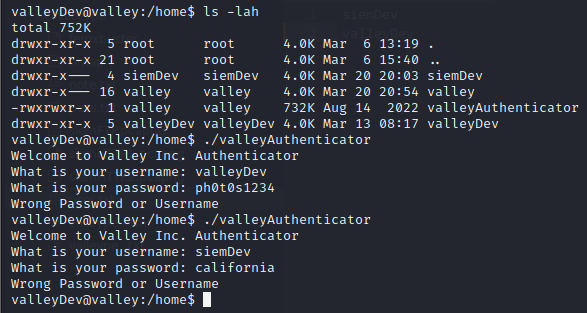 valleyDev@valley:/home$ ls -lah
total 752K
drwxr-xr-x  5 root      root      4.0K Mar  6 13:19 .
drwxr-xr-x 21 root      root      4.0K Mar  6 15:40 ..
drwxr-x---  4 siemDev   siemDev   4.0K Mar 20 20:03 siemDev
drwxr-x--- 16 valley    valley    4.0K Mar 20 20:54 valley
-rwxrwxr-x  1 valley    valley    732K Aug 14  2022 valleyAuthenticator
drwxr-xr-x  5 valleyDev valleyDev 4.0K Mar 13 08:17 valleyDev
valleyDev@valley:/home$ ./valleyAuthenticator
Welcome to Valley Inc. Authenticator
What is your username: valleyDev
What is your password: ph0t0s1234
Wrong Password or Username
valleyDev@valley:/home$ ./valleyAuthenticator
Welcome to Valley Inc. Authenticator
What is your username: siemDev
What is your password: california
Wrong Password or Username
valleyDev@valley:/home$